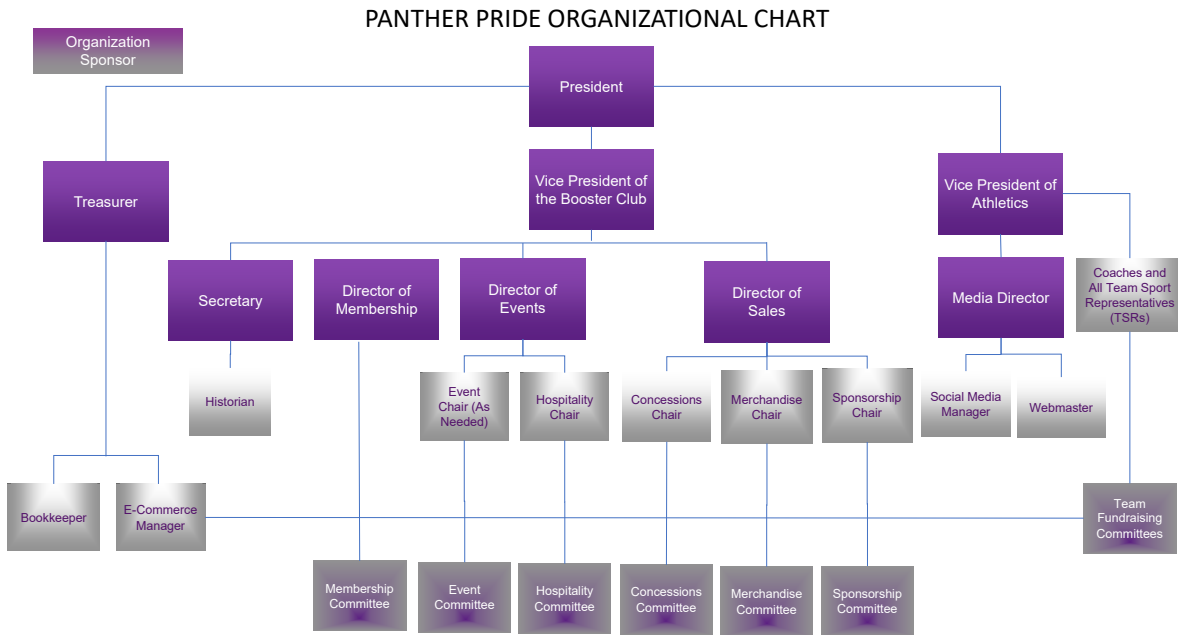 PANTHER PRIDE ORGANIZATIONAL CHART
Organization
Sponsor
President
Treasurer
Vice President of
the Booster Club
Vice President of
Athletics
Secretary
Director of
Membership
Director of
Events
Director of
Sales
Media Director
Coaches and
All Team Sport
Representatives
(TSRs)
Historian
Event
Chair (As
Needed)
Hospitality
Chair
Concessions
Chair
Merchandise
Chair
Sponsorship
Chair
Social Media
Manager
Webmaster
Bookkeeper
E-Commerce
Manager
Team
Fundraising
Committees
Membership
Committee
Event
Committee
Hospitality
Committee
Concessions
Committee
Merchandise
Committee
Sponsorship
Committee